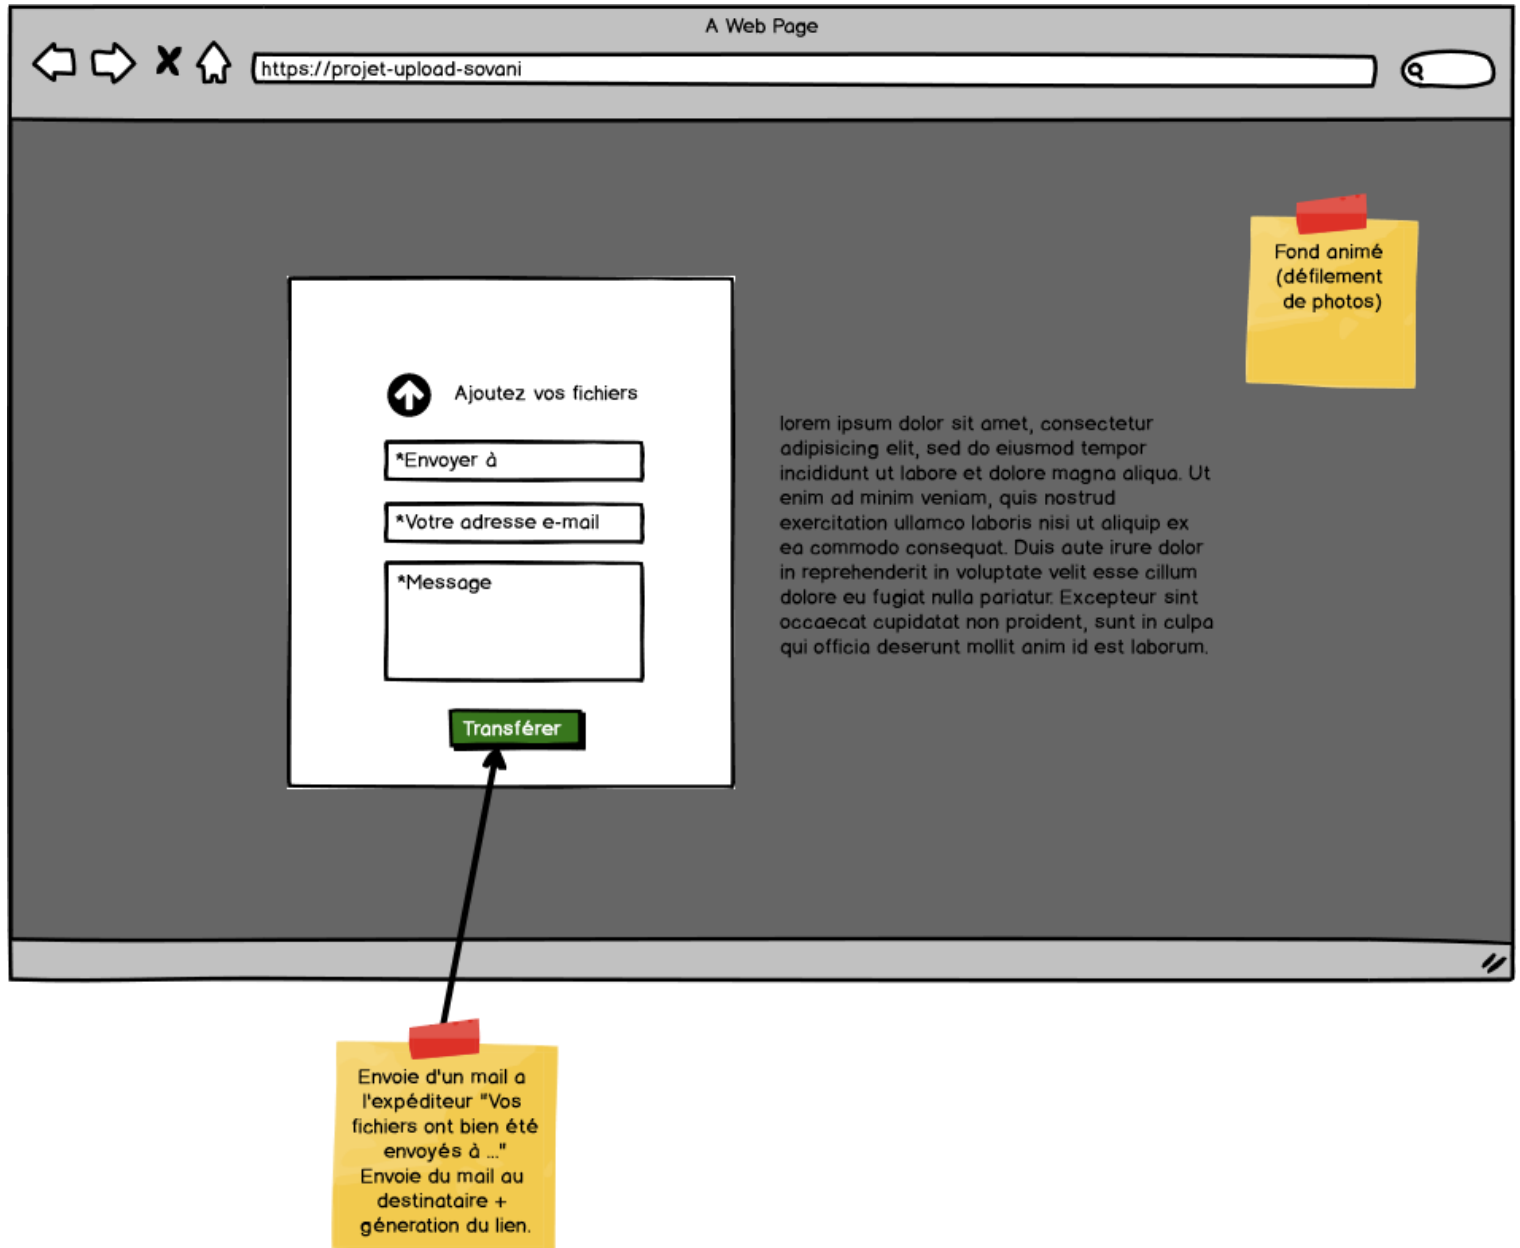 A Web Page
https://projet-upload-sovani
Fond animé
(défilement
de photos)
Ajoutez vos fichiers
*Envoyer à
*Votre adresse e-mail
*Message
Transférer
lorem ipsum dolor sit amet, consectetur
adipisicing elit, sed do eiusmod tempor
incididunt ut labore et dolore magna aliqua. Ut
enim ad minim veniam, quis nostrud
exercitation ullamco laboris nisi ut aliquip ex
ea commodo consequat. Duis aute irure dolor
in reprehenderit in voluptate velit esse cillum
dolore eu fugiat nulla pariatur. Excepteur sint
occaecat cupidatat non proident, sunt in culpa
qui officia deserunt mollit anim id est laborum.
Envoie d'un mail a
l'expéditeur "Vos
fichiers ont bien été
envoyés à ..."
Envoie du mail au
destinataire +
géneration du lien.